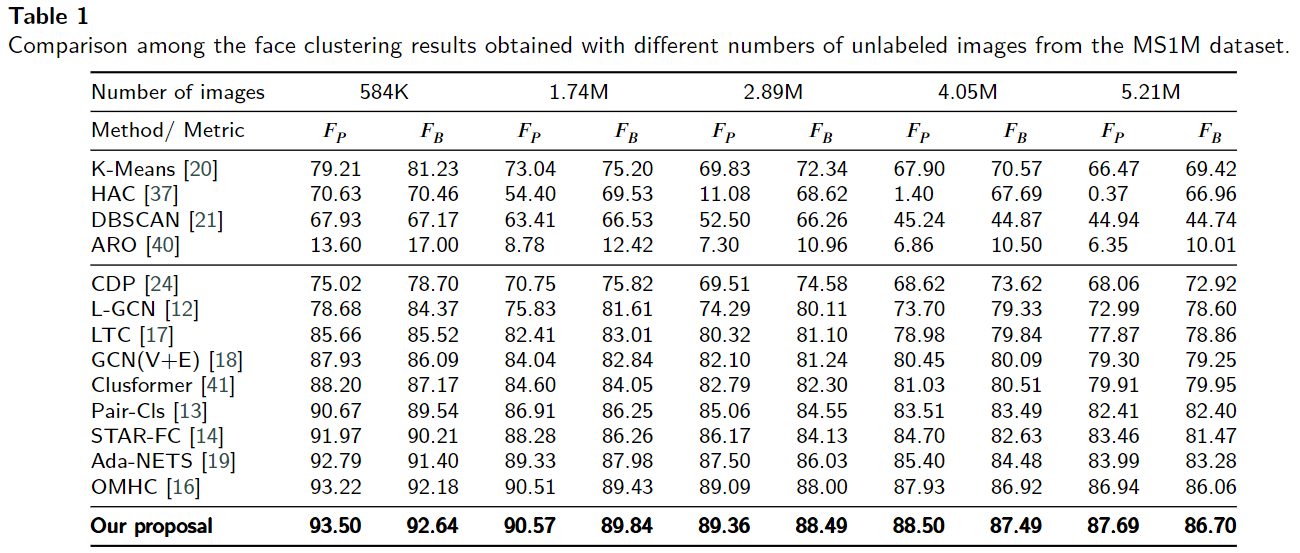 Table 1
Comparison among the face clustering results obtained with different numbers of unlabeled images from the MS1M dataset.
Number of images 584K 1.74M 2.89M 4.05M 5.21M
Method/ Metric F_P F_B F_P F_B F_P F_B F_P F_B F_P F_B
K-Means [20] 79.21 81.23 73.04 75.20 69.83 72.34 67.90 70.57 66.47 69.42
HAC [37] 70.63 70.46 54.40 69.53 11.08 68.62 1.40 67.69 0.37 66.96
DBSCAN [21] 67.93 67.17 63.41 66.53 52.50 66.26 45.24 44.87 44.94 44.74
ARO [40] 13.60 17.00 8.78 12.42 7.30 10.96 6.86 10.50 6.35 10.01
CDP [24] 75.02 78.70 70.75 75.82 69.51 74.58 68.62 73.62 68.06 72.92
L-GCN [12] 78.68 84.37 75.83 81.61 74.29 80.11 73.70 79.33 72.99 78.60
LTC [17] 85.66 85.52 82.41 83.01 80.32 81.10 78.98 79.84 77.87 78.86
GCN(V+E) [18] 87.93 86.09 84.04 82.84 82.10 81.24 80.45 80.09 79.30 79.25
Clusformer [41] 88.20 87.17 84.60 84.05 82.79 82.30 81.03 80.51 79.91 79.95
Pair-Cls [13] 90.67 89.54 86.91 86.25 85.06 84.55 83.51 83.49 82.41 82.40
STAR-FC [14] 91.97 90.21 88.28 86.26 86.17 84.13 84.70 82.63 83.46 81.47
Ada-NETS [19] 92.79 91.40 89.33 87.98 87.50 86.03 85.40 84.48 83.99 83.28
OMHC [16] 93.22 92.18 90.51 89.43 89.09 88.00 87.93 86.92 86.94 86.06
Our proposal 93.50 92.64 90.57 89.84 89.36 88.49 88.50 87.49 87.69 86.70